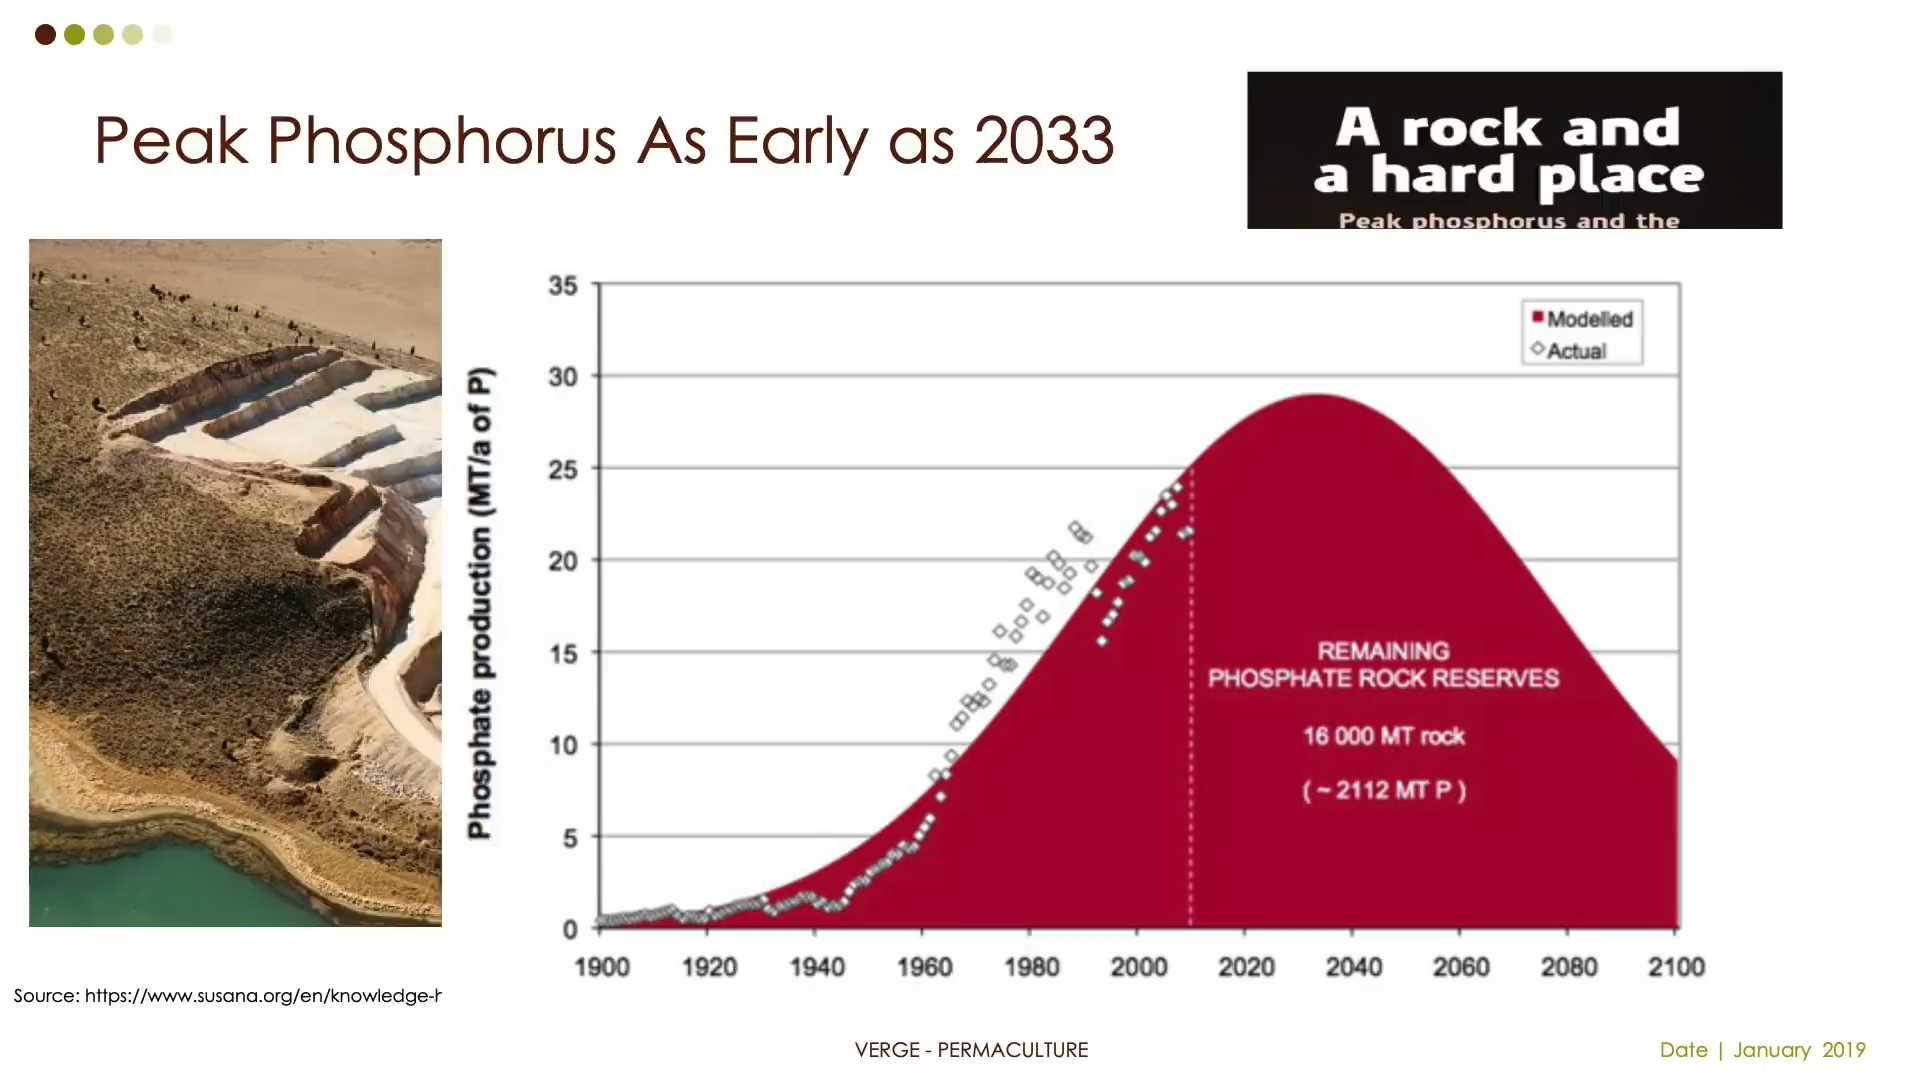 Peak Phosphorus As Early as 2033
A rock and
a hard place
Peak phosphorus and the
Phosphate production (MT/a of P)
35
30
25
20
15
10
5
0
Modelled
Actual
REMAINING
PHOSPHATE ROCK RESERVES
16 000 MT rock
( ~ 2112 MT P )
1900 1920 1940 1960 1980 2000 2020 2040 2060 2080 2100
Source: https://www.susana.org/en/knowledge-h
VERGE - PERMACULTURE
Date | January 2019